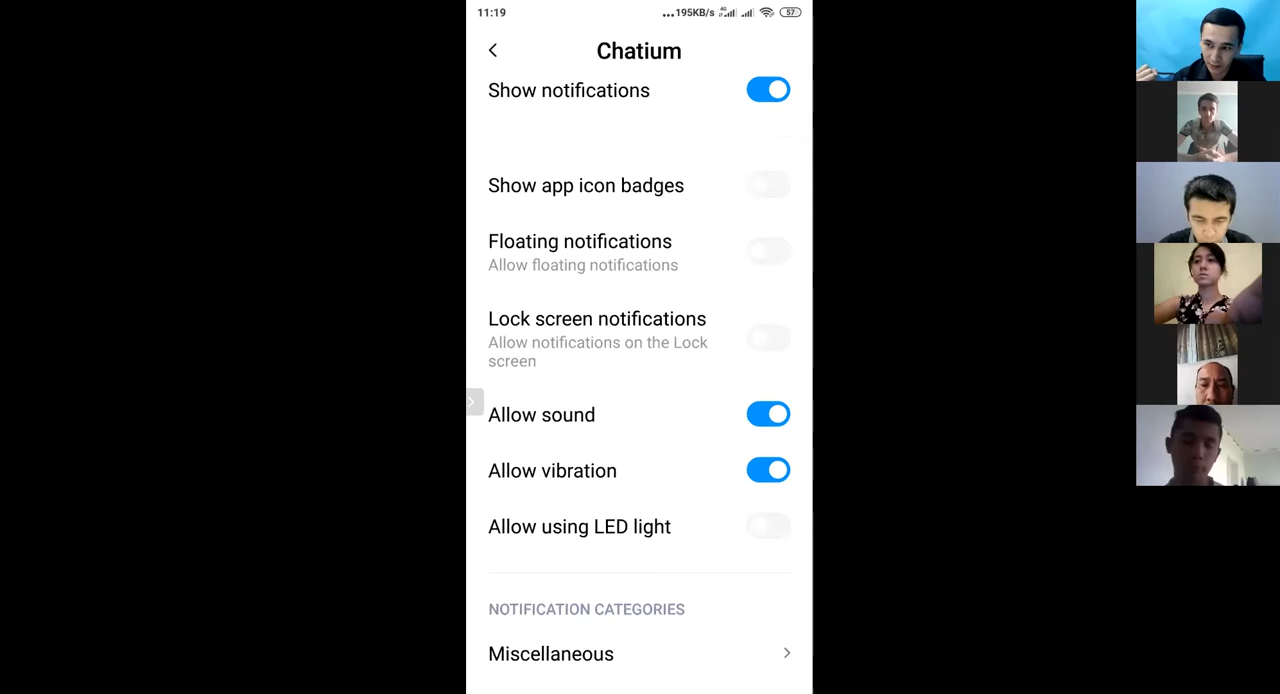 11:19
...195KB/s 4G 57
Chatium
Show notifications
Show app icon badges
Floating notifications
Allow floating notifications
Lock screen notifications
Allow notifications on the Lock
screen
Allow sound
Allow vibration
Allow using LED light
NOTIFICATION CATEGORIES
Miscellaneous